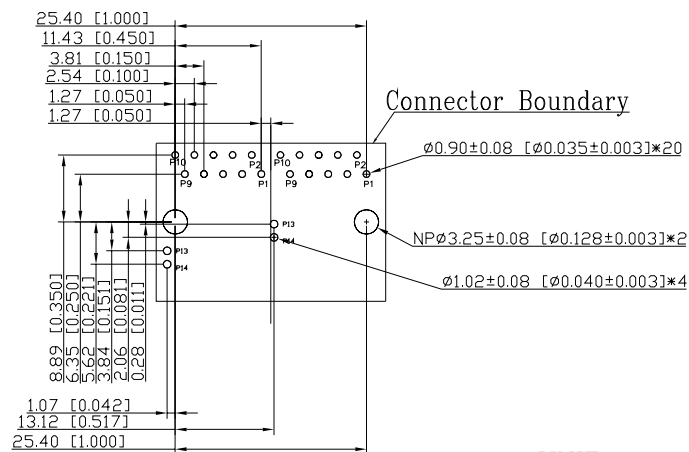 25.40 [1.000]
11.43 [0.450]
3.81 [0.150]
2.54 [0.100]
1.27 [0.050]
1.27 [0.050]
Connector Boundary
P10
P2
P10
P2
ø0.90±0.08 [ø0.035±0.003]*20
P9
P1
P9
P1
P13
NPø3.25±0.08 [ø0.128±0.003]*2
P14
P13
P14
ø1.02±0.08 [ø0.040±0.003]*4
8.89 [0.350]
6.35 [0.250]
5.62 [0.221]
3.84 [0.151]
2.06 [0.081]
0.28 [0.011]
1.07 [0.042]
13.12 [0.517]
25.40 [1.000]